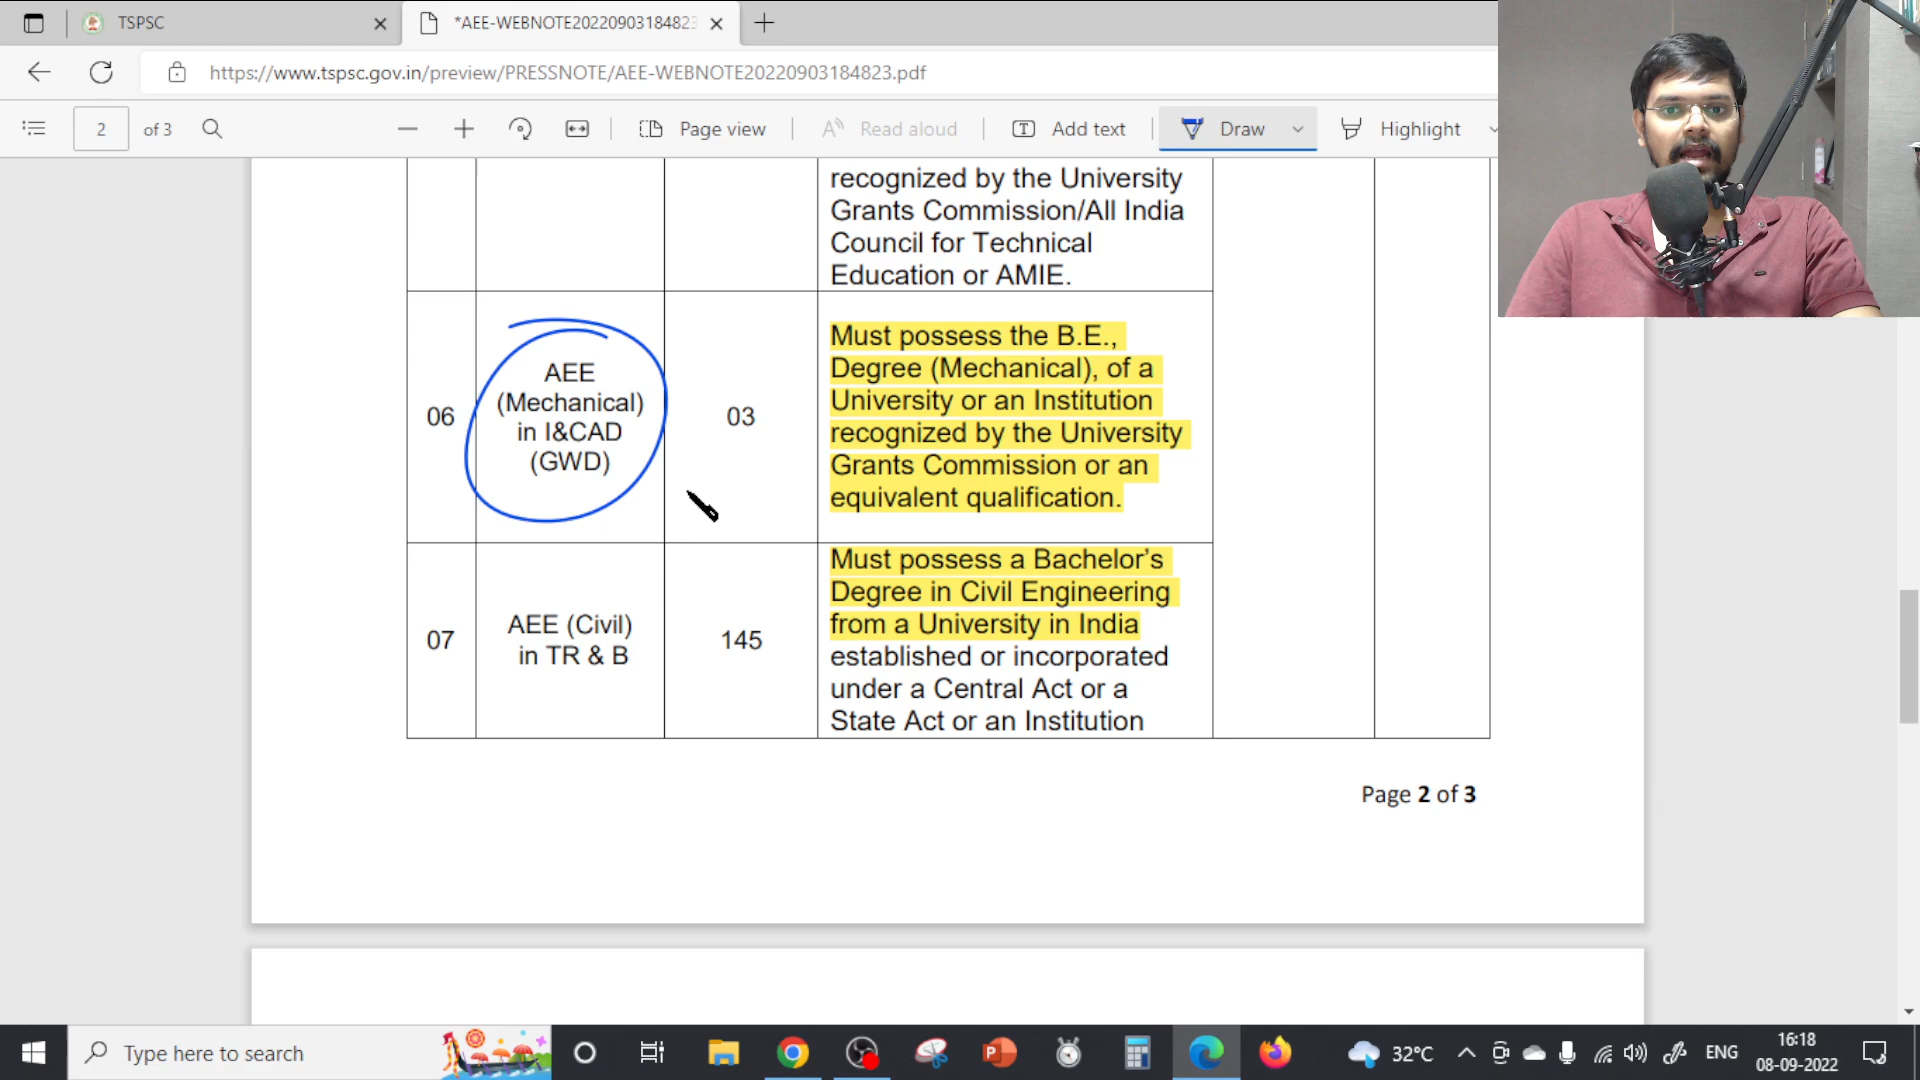 TSPSC
*AEE-WEBNOTE20220903184823
https://www.tspsc.gov.in/preview/PRESSNOTE/AEE-WEBNOTE20220903184823.pdf
2 of 3
Page view
Read aloud
Add text
Draw
Highlight
recognized by the University
Grants Commission/All India
Council for Technical
Education or AMIE.
06
AEE
(Mechanical)
in I&CAD
(GWD)
03
Must possess the B.E.,
Degree (Mechanical), of a
University or an Institution
recognized by the University
Grants Commission or an
equivalent qualification.
07
AEE (Civil)
in TR & B
145
Must possess a Bachelor’s
Degree in Civil Engineering
from a University in India
established or incorporated
under a Central Act or a
State Act or an Institution
Page 2 of 3
Type here to search
32°C
ENG
16:18
08-09-2022